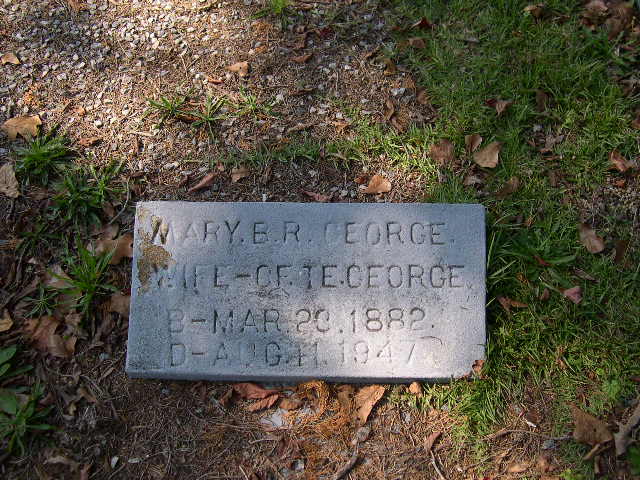 MARY. B. R. GEORGE.
WIFE-OF. T.E. GEORGE.
B-MAR. 20. 1882.
D-AUG. 11. 1947